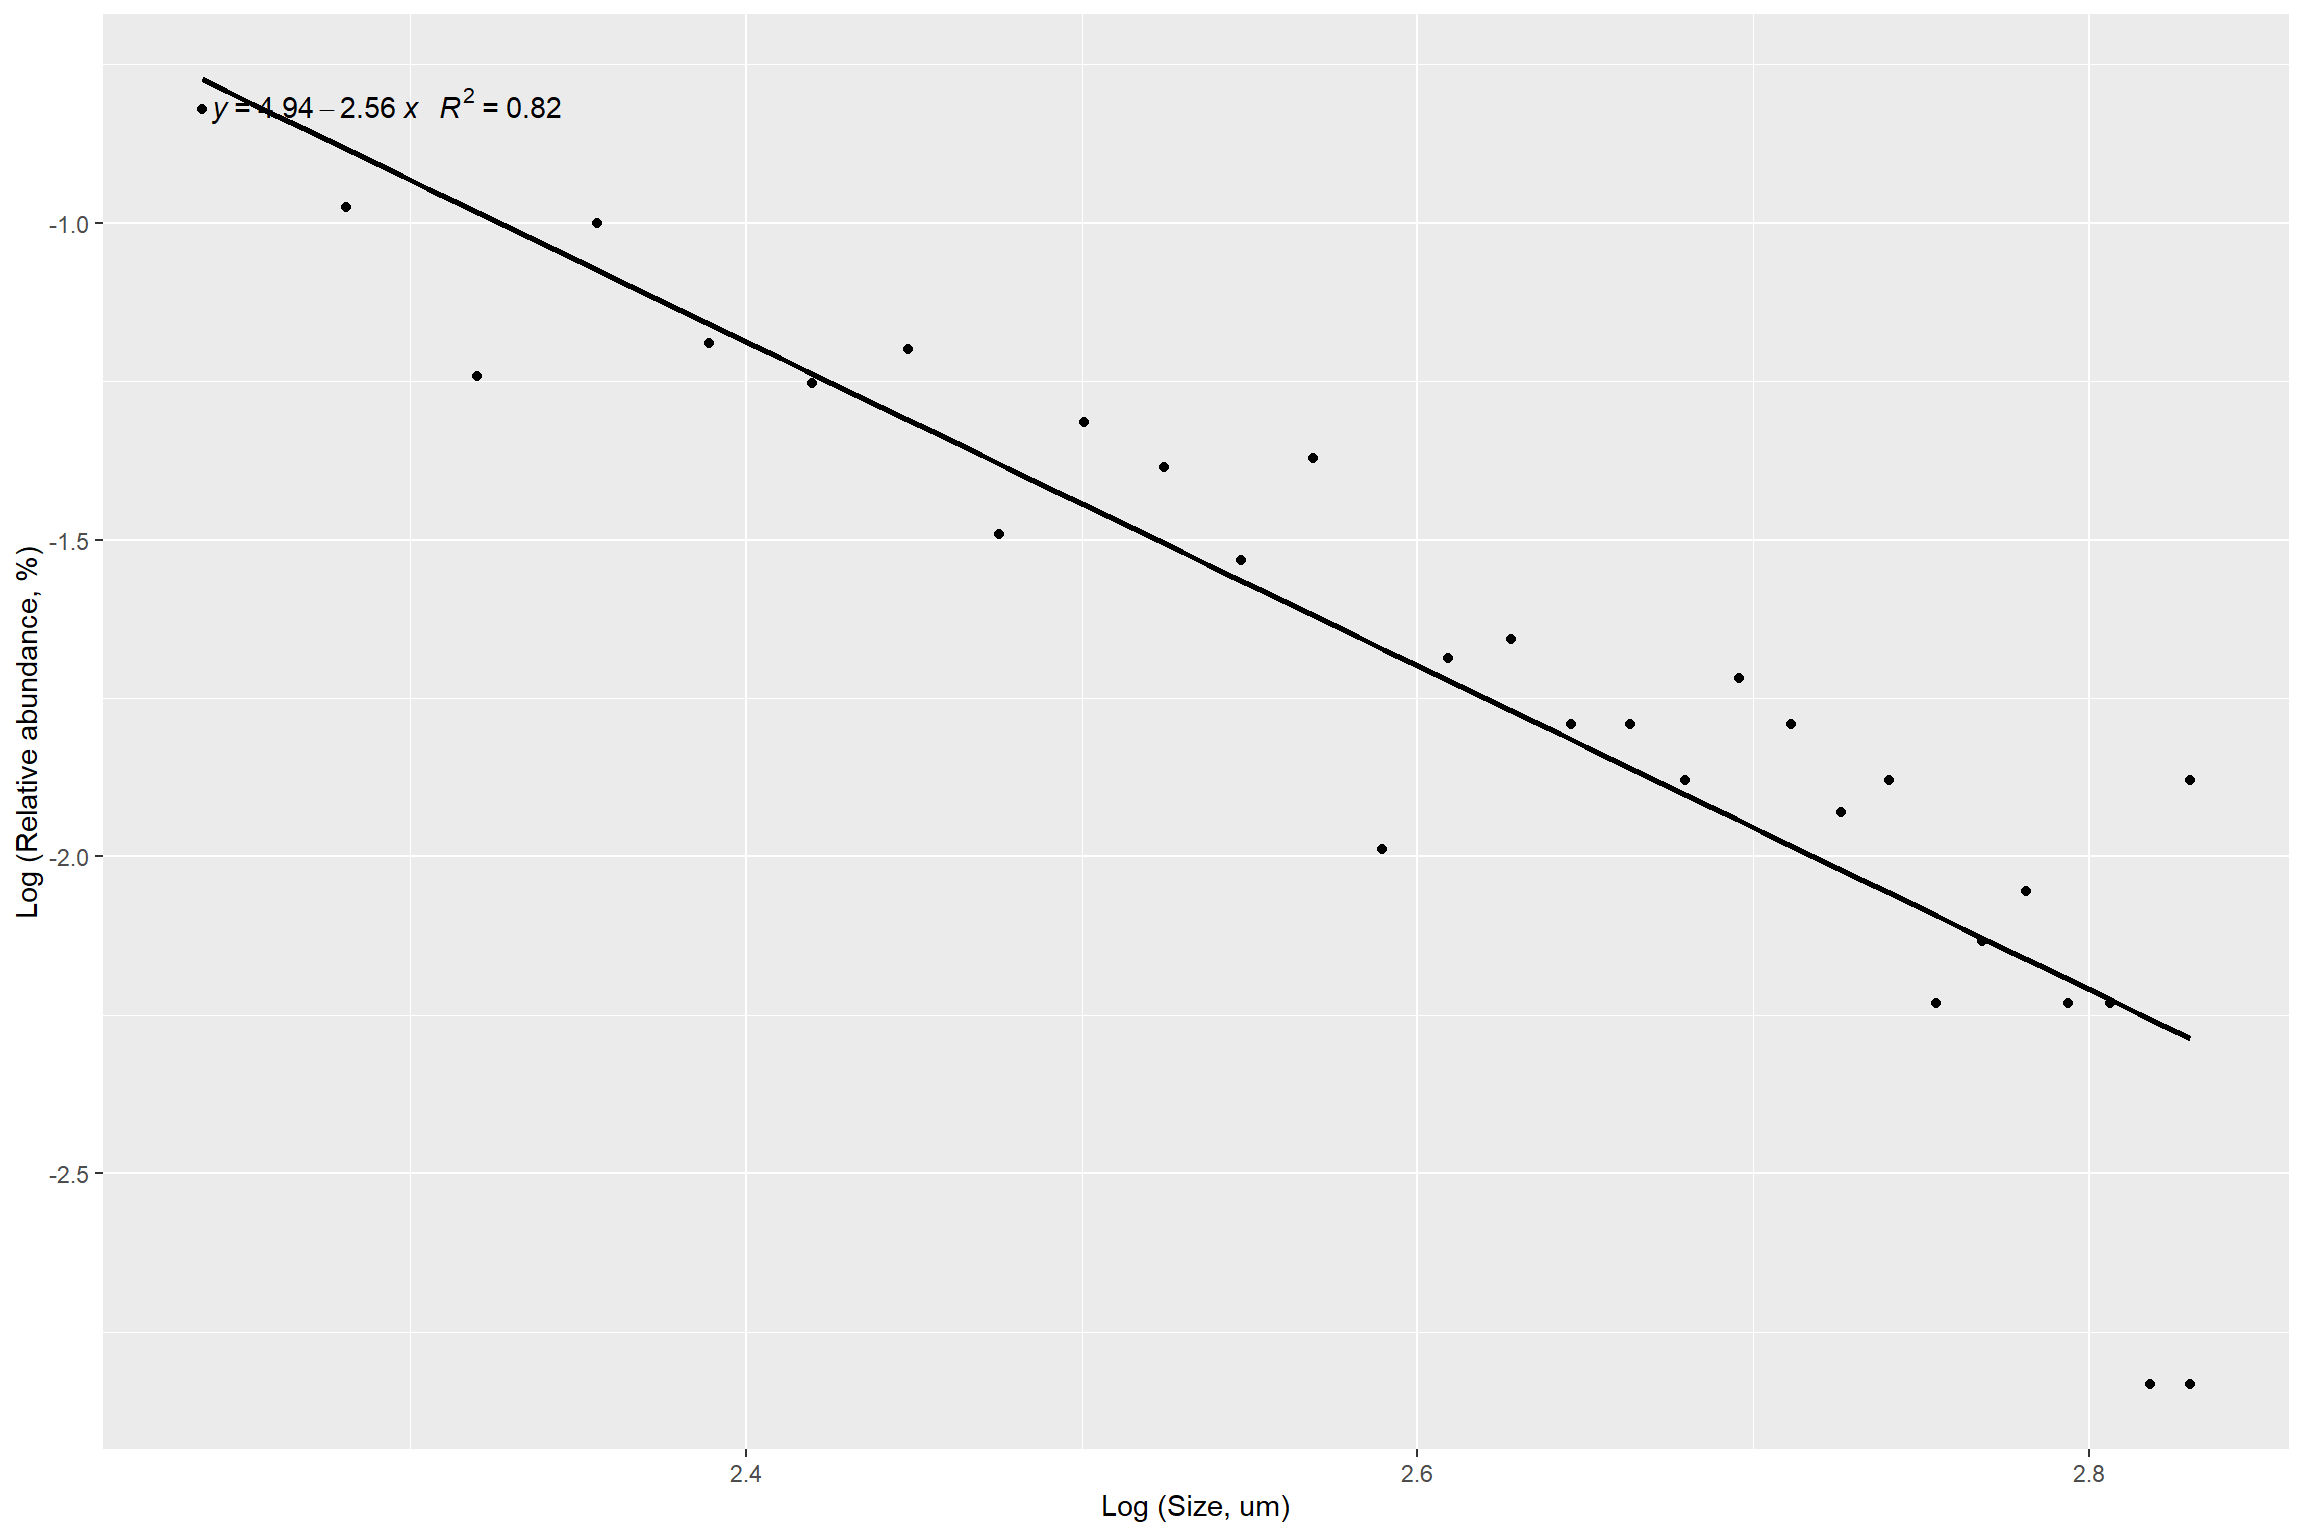 y = 4.94 − 2.56 x R2 = 0.82
-1.0
-1.5
-2.0
-2.5
Log (Relative abundance, %)
2.4 2.6 2.8
Log (Size, um)